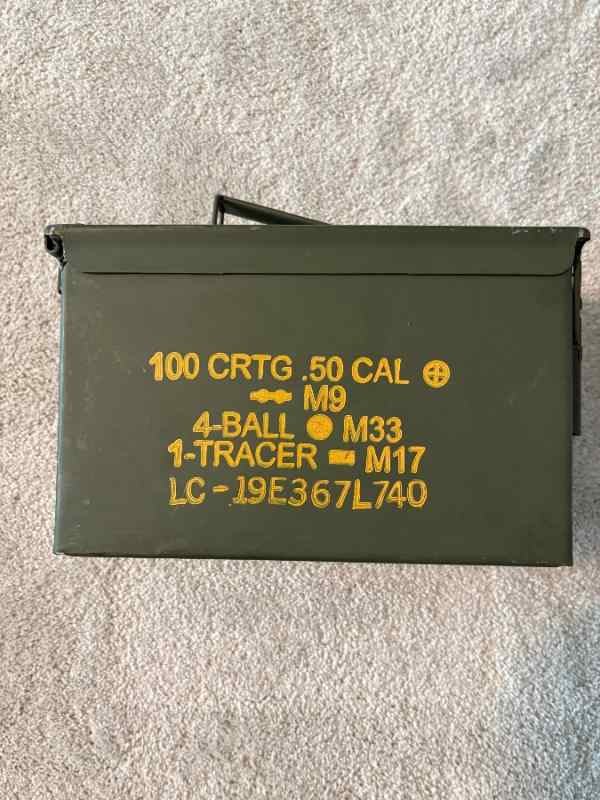 100 CRTG .50 CAL
M9
4-BALL M33
1-TRACER M17
LC-19E367L740